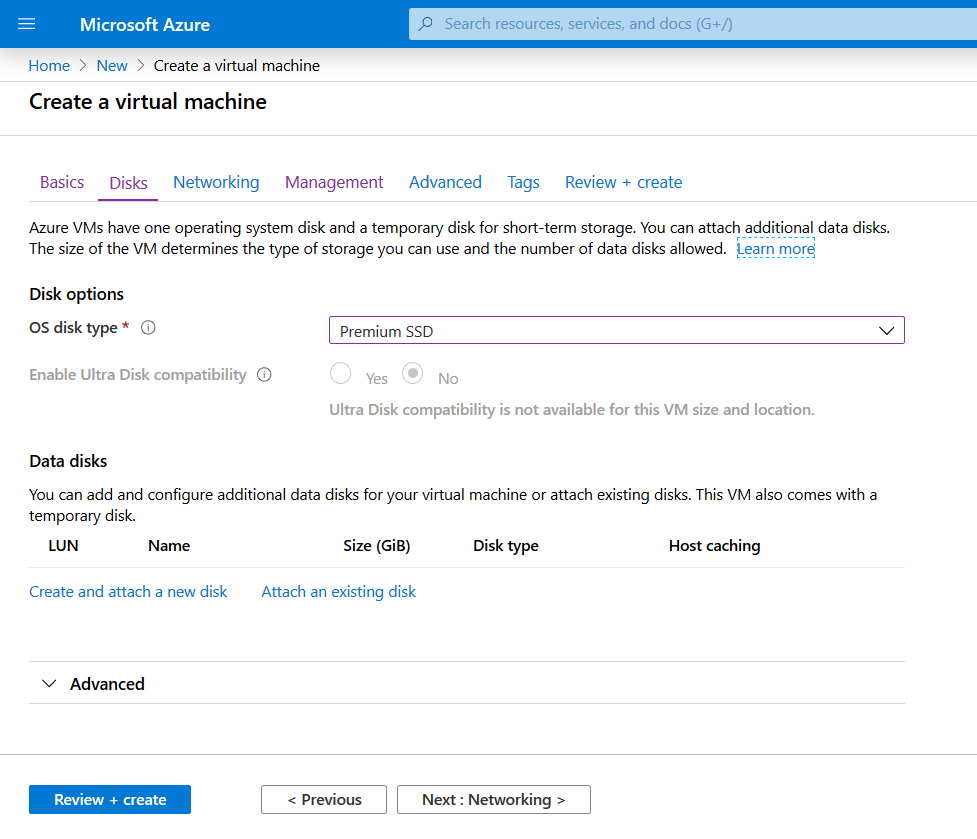 Microsoft Azure
Search resources, services, and docs (G+/)
Home > New > Create a virtual machine
Create a virtual machine
Basics Disks Networking Management Advanced Tags Review + create
Azure VMs have one operating system disk and a temporary disk for short-term storage. You can attach additional data disks.
The size of the VM determines the type of storage you can use and the number of data disks allowed. Learn more
Disk options
OS disk type * Premium SSD
Enable Ultra Disk compatibility Yes No
Ultra Disk compatibility is not available for this VM size and location.
Data disks
You can add and configure additional data disks for your virtual machine or attach existing disks. This VM also comes with a
temporary disk.
LUN Name Size (GiB) Disk type Host caching
Create and attach a new disk Attach an existing disk
Advanced
Review + create < Previous Next : Networking >